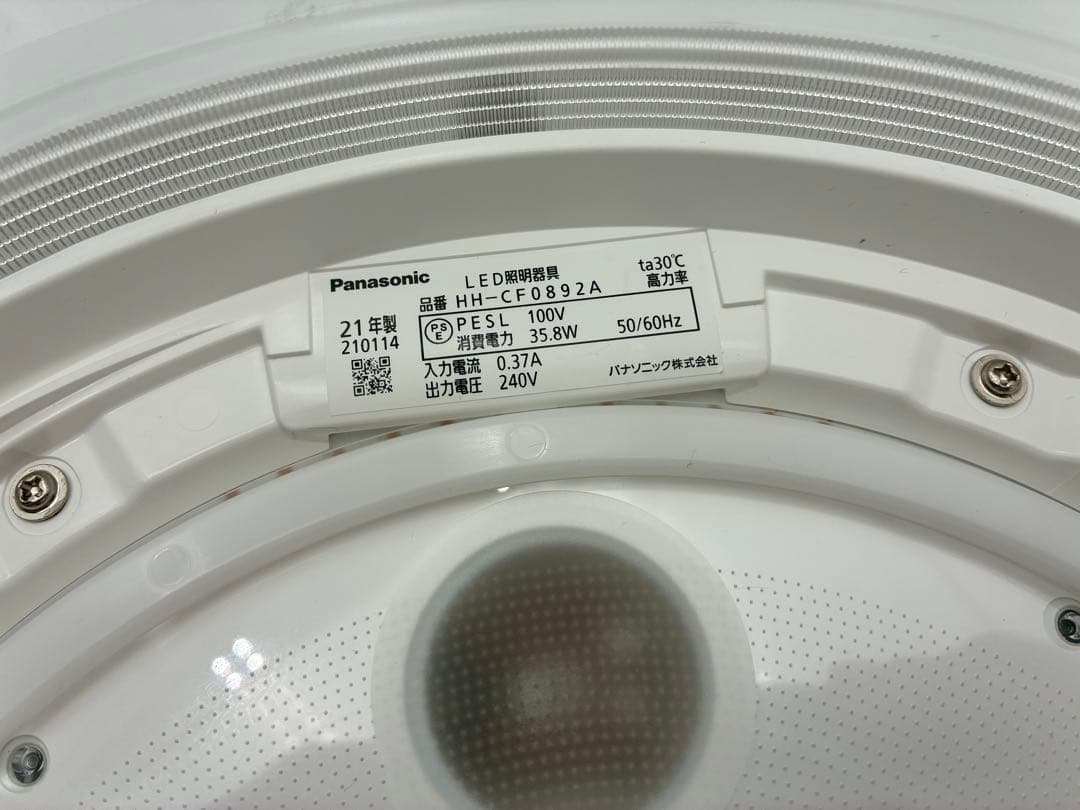 Panasonic LED照明器具 ta30℃
品番 HH-CF0892A 高力率
21年製
210114
PSE
PESL 100V
消費電力 35.8W 50/60Hz
入力電流 0.37A
出力電圧 240V
パナソニック株式会社